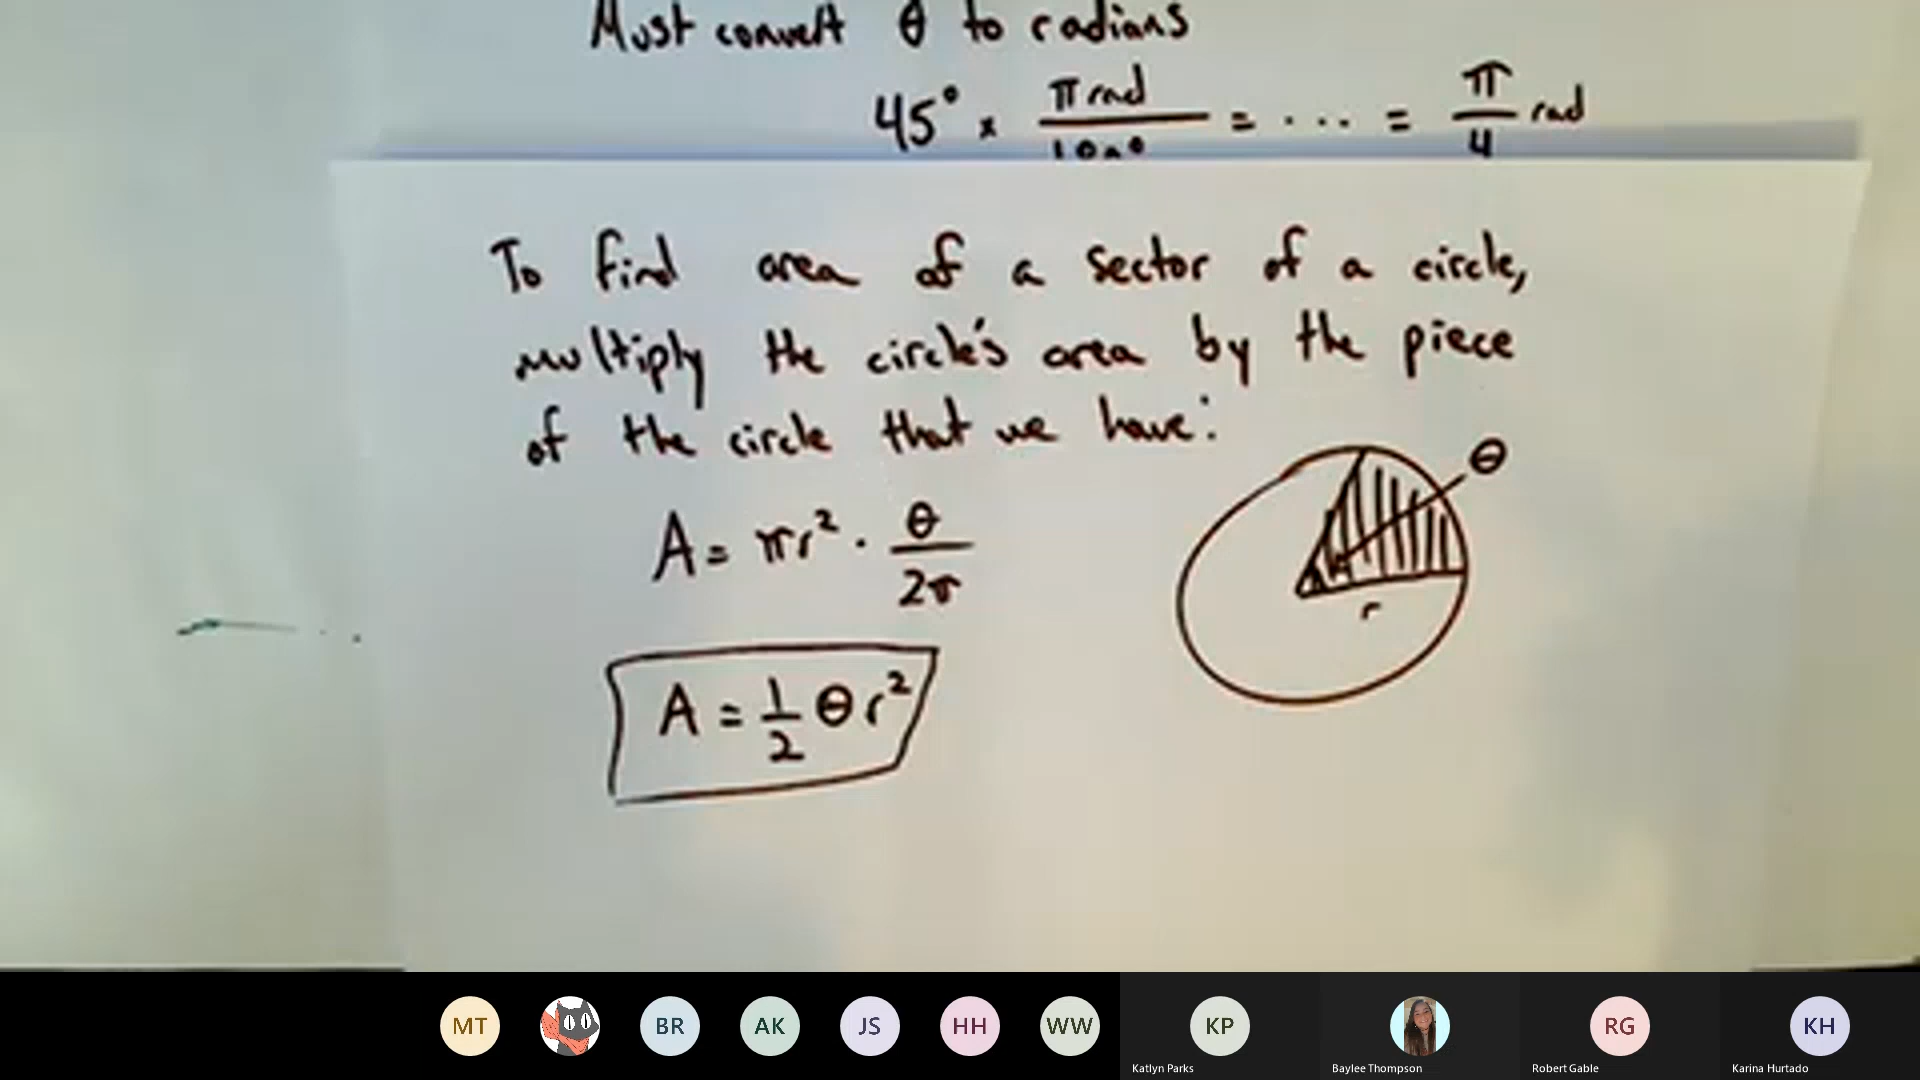 Must convert θ to radians
45° × π rad / 180° = ... = π/4 rad
To find area of a sector of a circle,
multiply the circle's area by the piece
of the circle that we have:
θ
A = πr² · θ/2π
r
A = 1/2 θr²
MT BR AK JS HH WW KP RG KH
Katlyn Parks Baylee Thompson Robert Gable Karina Hurtado